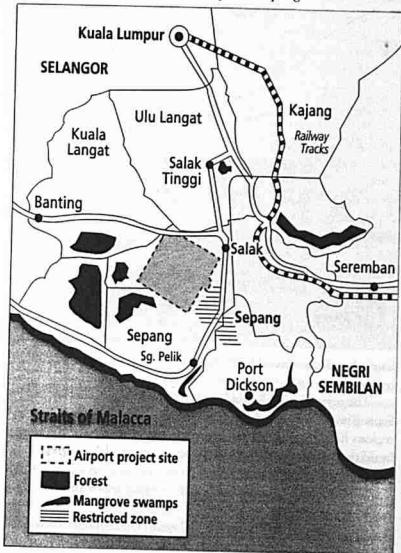 Kuala Lumpur
SELANGOR
Kajang
Ulu Langat
Railway
Tracks
Kuala
Langat
Salak
Tinggi
Banting
Salak
Seremban
Sepang
Sepang
Sg. Pelik
Port
Dickson
NEGRI
SEMBILAN
Straits of Malacca
Airport project site
Forest
Mangrove swamps
Restricted zone